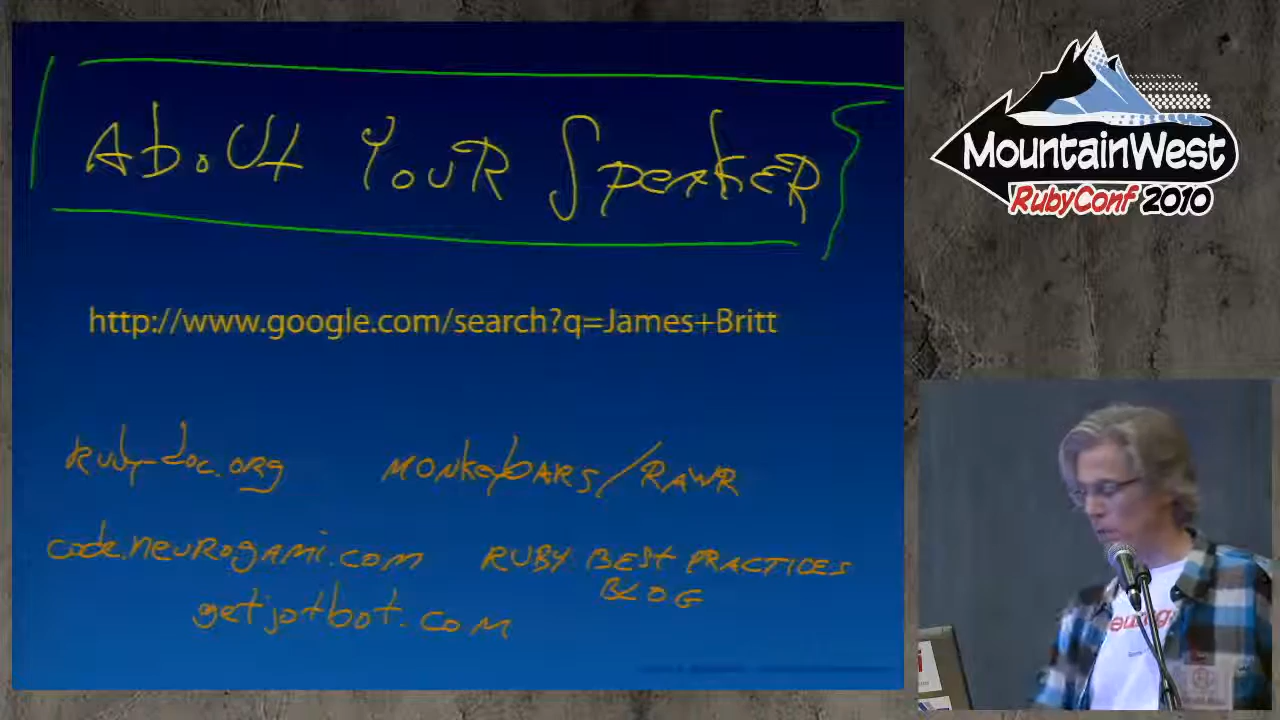 About Your Speaker
http://www.google.com/search?q=James+Britt
ruby-doc.org
MONKEybARS/RAWR
code.neurogami.com
RUBY BEST PRACTICES
BLOG
getjotbot.com
MountainWest
RubyConf 2010